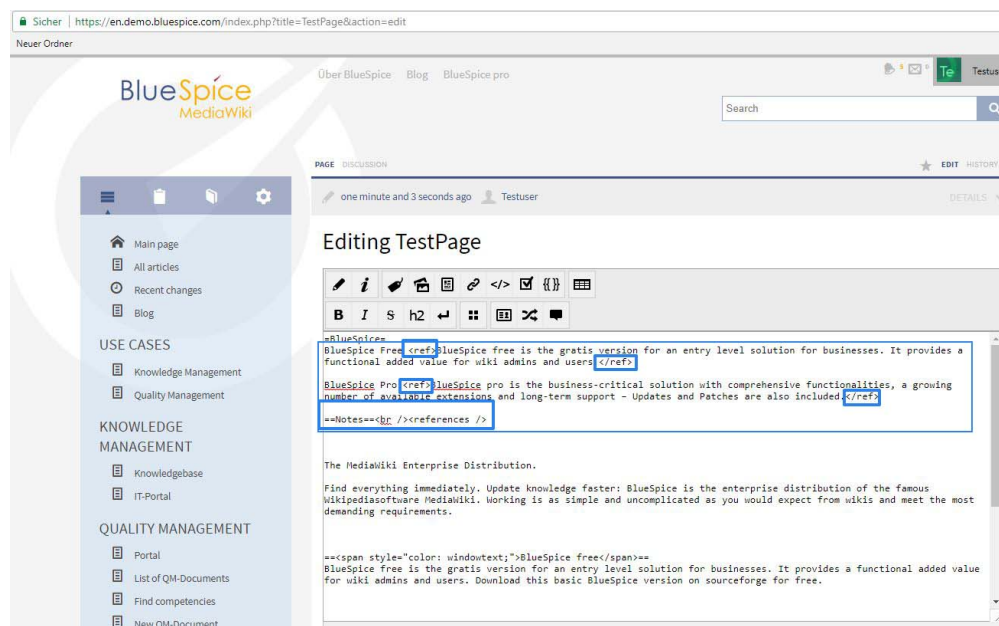 Sicher | https://en.demo.bluespice.com/index.php?title=TestPage&action=edit
Neuer Ordner
BlueSpice
MediaWiki
Über BlueSpice Blog BlueSpice pro
Te Testus
Search
PAGE DISCUSSION
EDIT HISTORY
one minute and 3 seconds ago Testuser
DETAILS
Main page
All articles
Recent changes
Blog
USE CASES
Knowledge Management
Quality Management
KNOWLEDGE
MANAGEMENT
Knowledgebase
IT-Portal
QUALITY MANAGEMENT
Portal
List of QM-Documents
Find competencies
New QM-Document
Editing TestPage
i </> {{}}
B I S h2
=BlueSpice=
BlueSpice Free <ref>BlueSpice free is the gratis version for an entry level solution for businesses. It provides a
functional added value for wiki admins and users.</ref>
BlueSpice Pro<ref>BlueSpice pro is the business-critical solution with comprehensive functionalities, a growing
number of available extensions and long-term support – Updates and Patches are also included.</ref>
==Notes==<br /><references />
The MediaWiki Enterprise Distribution.
Find everything immediately. Update knowledge faster: BlueSpice is the enterprise distribution of the famous
Wikipediasoftware MediaWiki. Working is as simple and uncomplicated as you would expect from wikis and meet the most
demanding requirements.
==<span style="color: windowtext;">BlueSpice free</span>==
BlueSpice free is the gratis version for an entry level solution for businesses. It provides a functional added value
for wiki admins and users. Download this basic BlueSpice version on sourceforge for free.